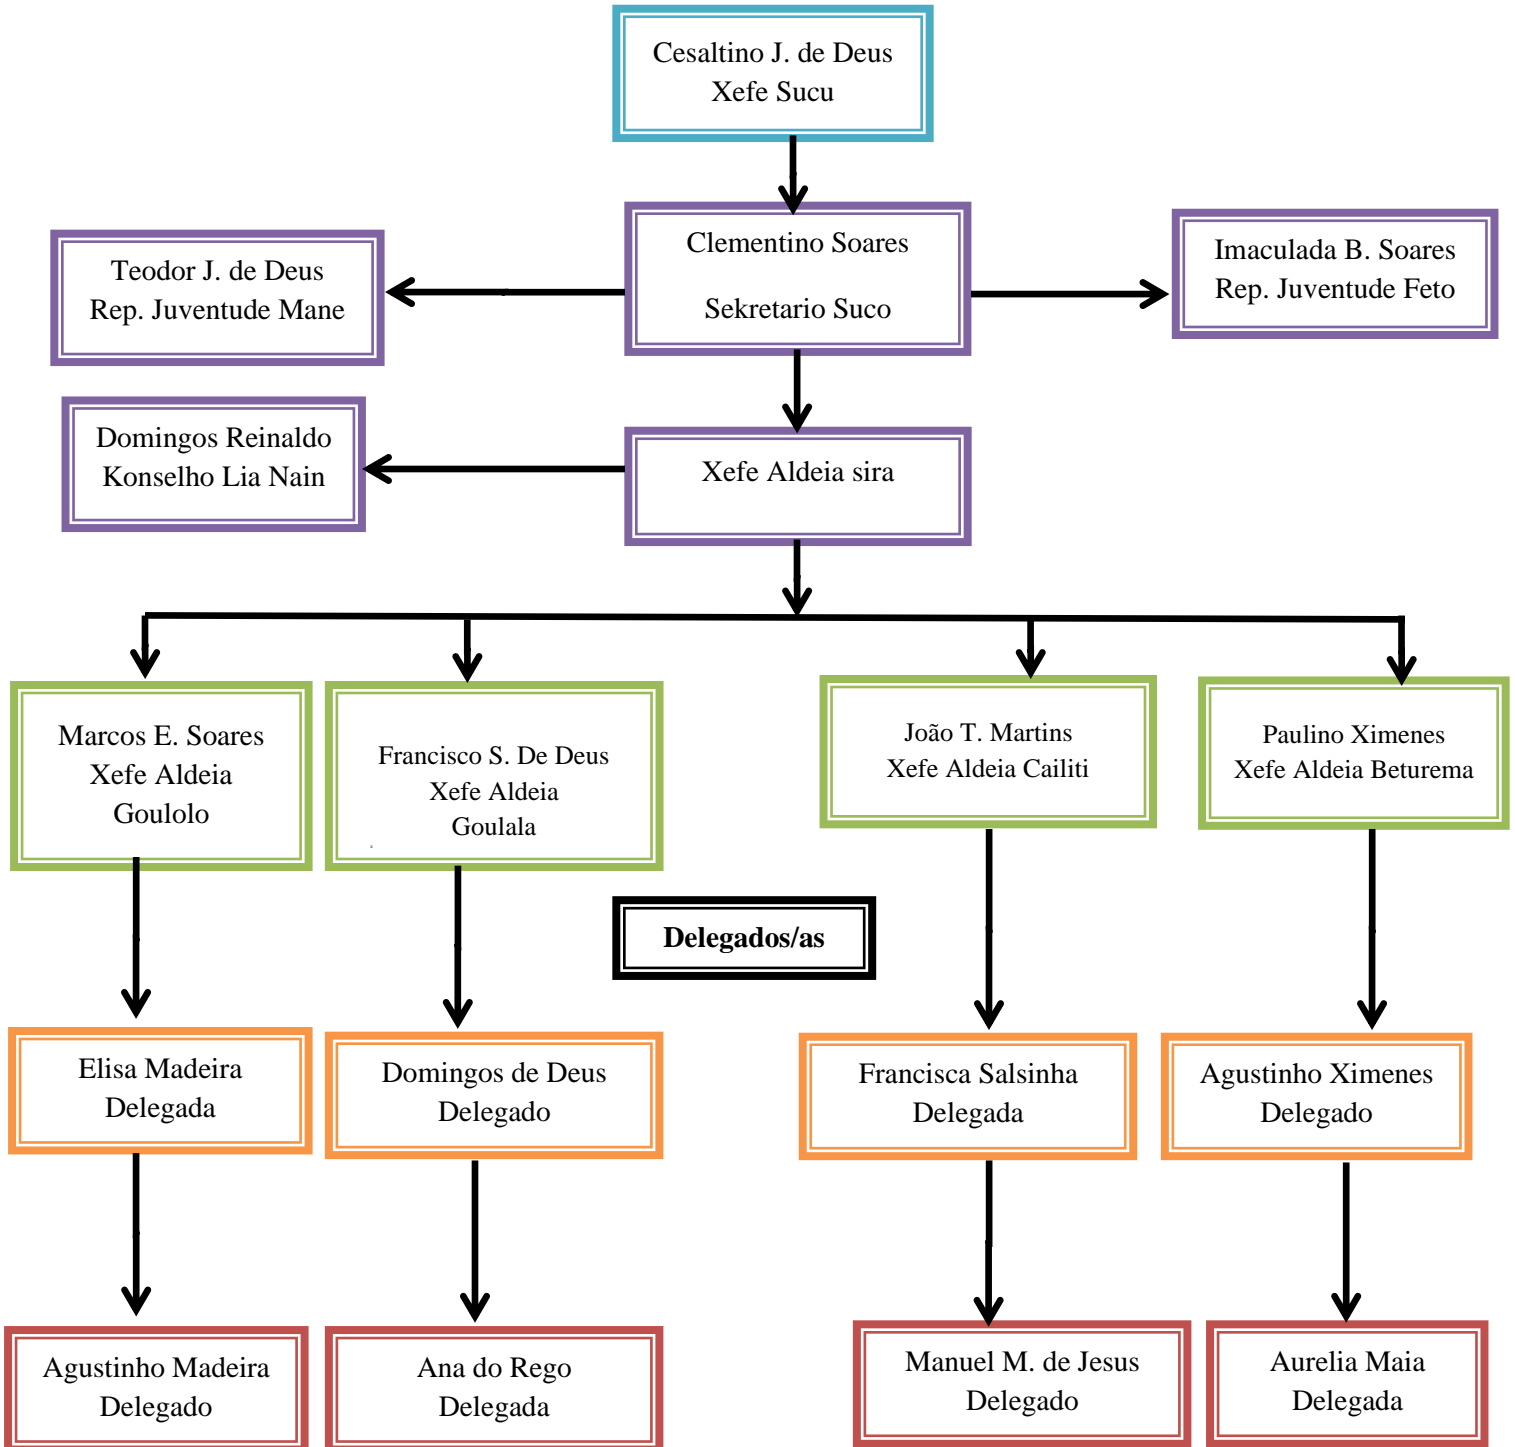 Cesaltino J. de Deus
Xefe Sucu
Clementino Soares
Sekretario Suco
Teodor J. de Deus
Rep. Juventude Mane
Imaculada B. Soares
Rep. Juventude Feto
Domingos Reinaldo
Konselho Lia Nain
Xefe Aldeia sira
Marcos E. Soares
Xefe Aldeia
Goulolo
Francisco S. De Deus
Xefe Aldeia
Goulala
João T. Martins
Xefe Aldeia Cailiti
Paulino Ximenes
Xefe Aldeia Beturema
Delegados/as
Elisa Madeira
Delegada
Domingos de Deus
Delegado
Francisca Salsinha
Delegada
Agustinho Ximenes
Delegado
Agustinho Madeira
Delegado
Ana do Rego
Delegada
Manuel M. de Jesus
Delegado
Aurelia Maia
Delegada